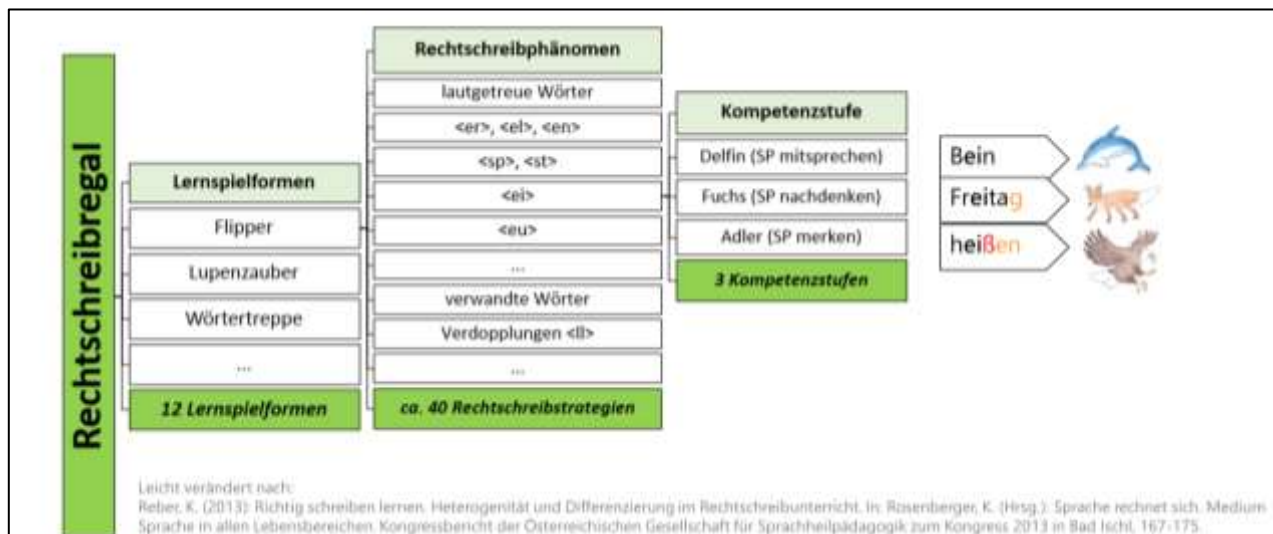 Rechtschreibregal
Lernspielformen
Flipper
Lupenzauber
Wörtertreppe
...
12 Lernspielformen
Rechtschreibphänomen
lautgetreue Wörter
<er>, <el>, <en>
<sp>, <st>
<ei>
<eu>
...
verwandte Wörter
Verdopplungen <ll>
...
ca. 40 Rechtschreibstrategien
Kompetenzstufe
Delfin (SP mitsprechen)
Fuchs (SP nachdenken)
Adler (SP merken)
3 Kompetenzstufen
Bein
Freitag
heißen
Leicht verändert nach:
Reber, K. (2013): Richtig schreiben lernen. Heterogenität und Differenzierung im Rechtschreibunterricht. In: Rosenberger, K. (Hrsg.): Sprache rechnet sich. Medium
Sprache in allen Lebensbereichen. Kongressbericht der Österreichischen Gesellschaft für Sprachheilpädagogik zum Kongress 2013 in Bad Ischl, 167-175.